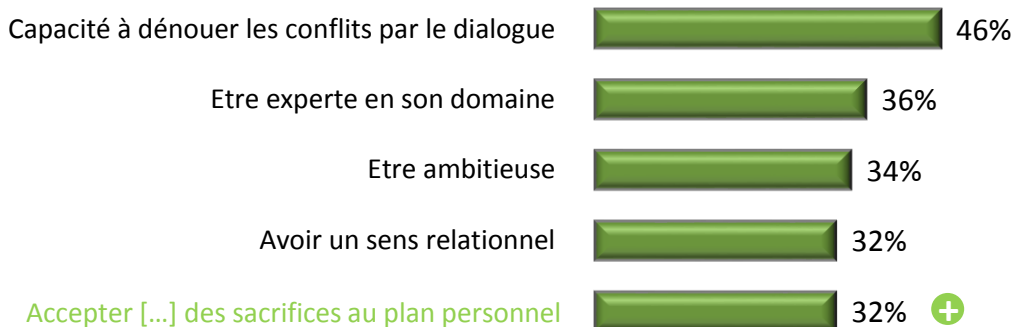 Capacité à dénouer les conflits par le dialogue 46%
Etre experte en son domaine 36%
Etre ambitieuse 34%
Avoir un sens relationnel 32%
Accepter […] des sacrifices au plan personnel 32%